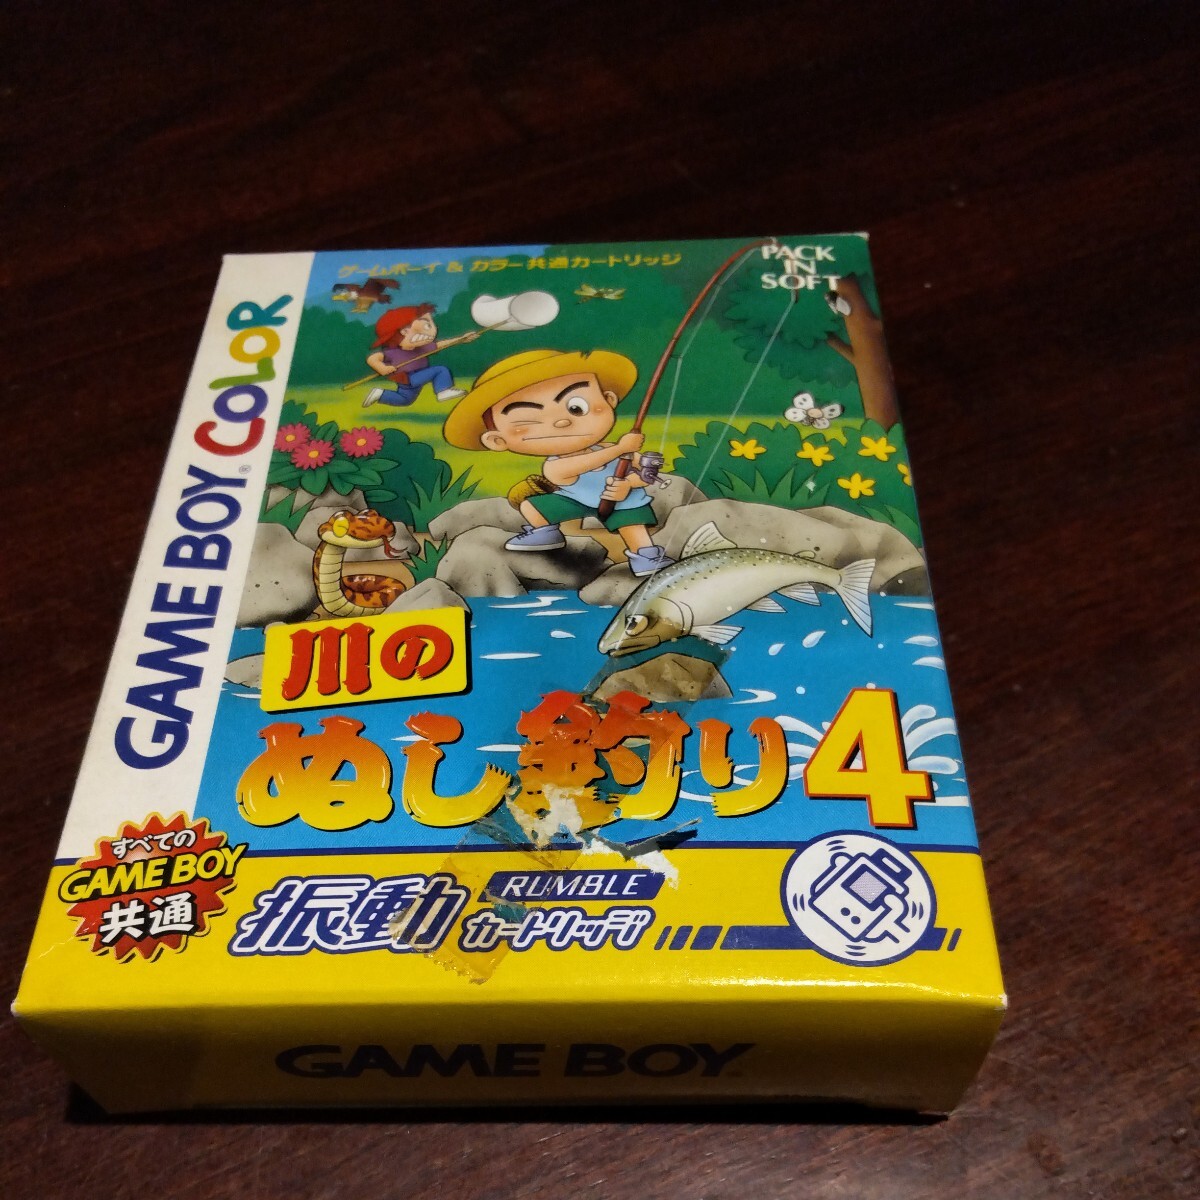 ゲームボーイ & カラー共通カートリッジ
PACK
IN
SOFT
GAME BOY® COLOR
川の
ぬし釣り4
すべての
GAME BOY
共通
振動
RUMBLE
カートリッジ
GAME BOY